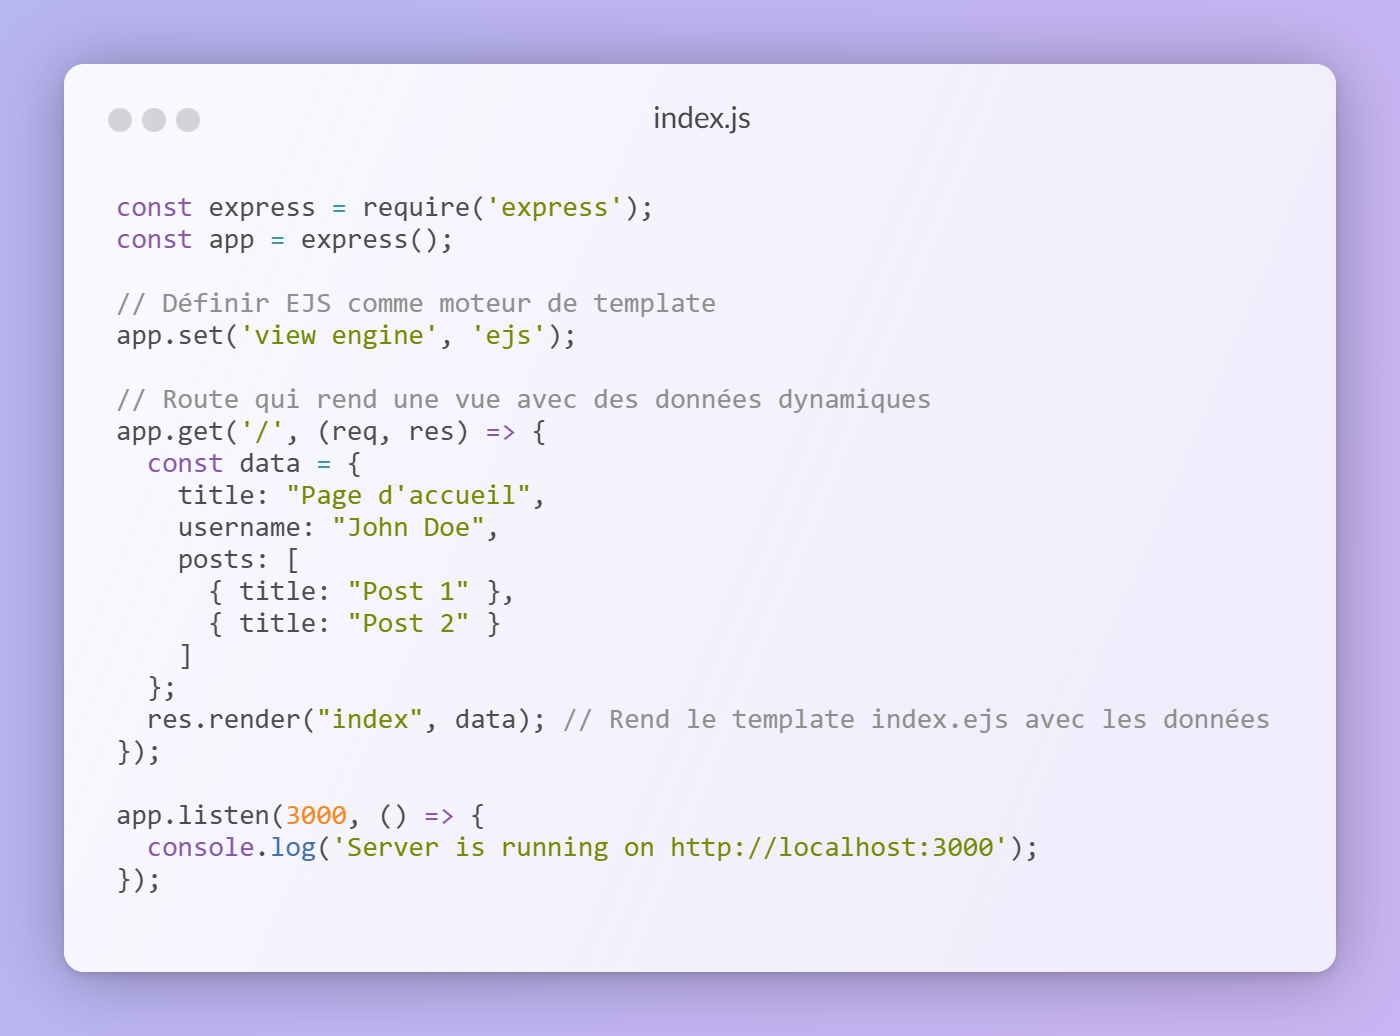 index.js
const express = require('express');
const app = express();
// Définir EJS comme moteur de template
app.set('view engine', 'ejs');
// Route qui rend une vue avec des données dynamiques
app.get('/', (req, res) => {
  const data = {
    title: "Page d'accueil",
    username: "John Doe",
    posts: [
      { title: "Post 1" },
      { title: "Post 2" }
    ]
  };
  res.render("index", data); // Rend le template index.ejs avec les données
});
app.listen(3000, () => {
  console.log('Server is running on http://localhost:3000');
});